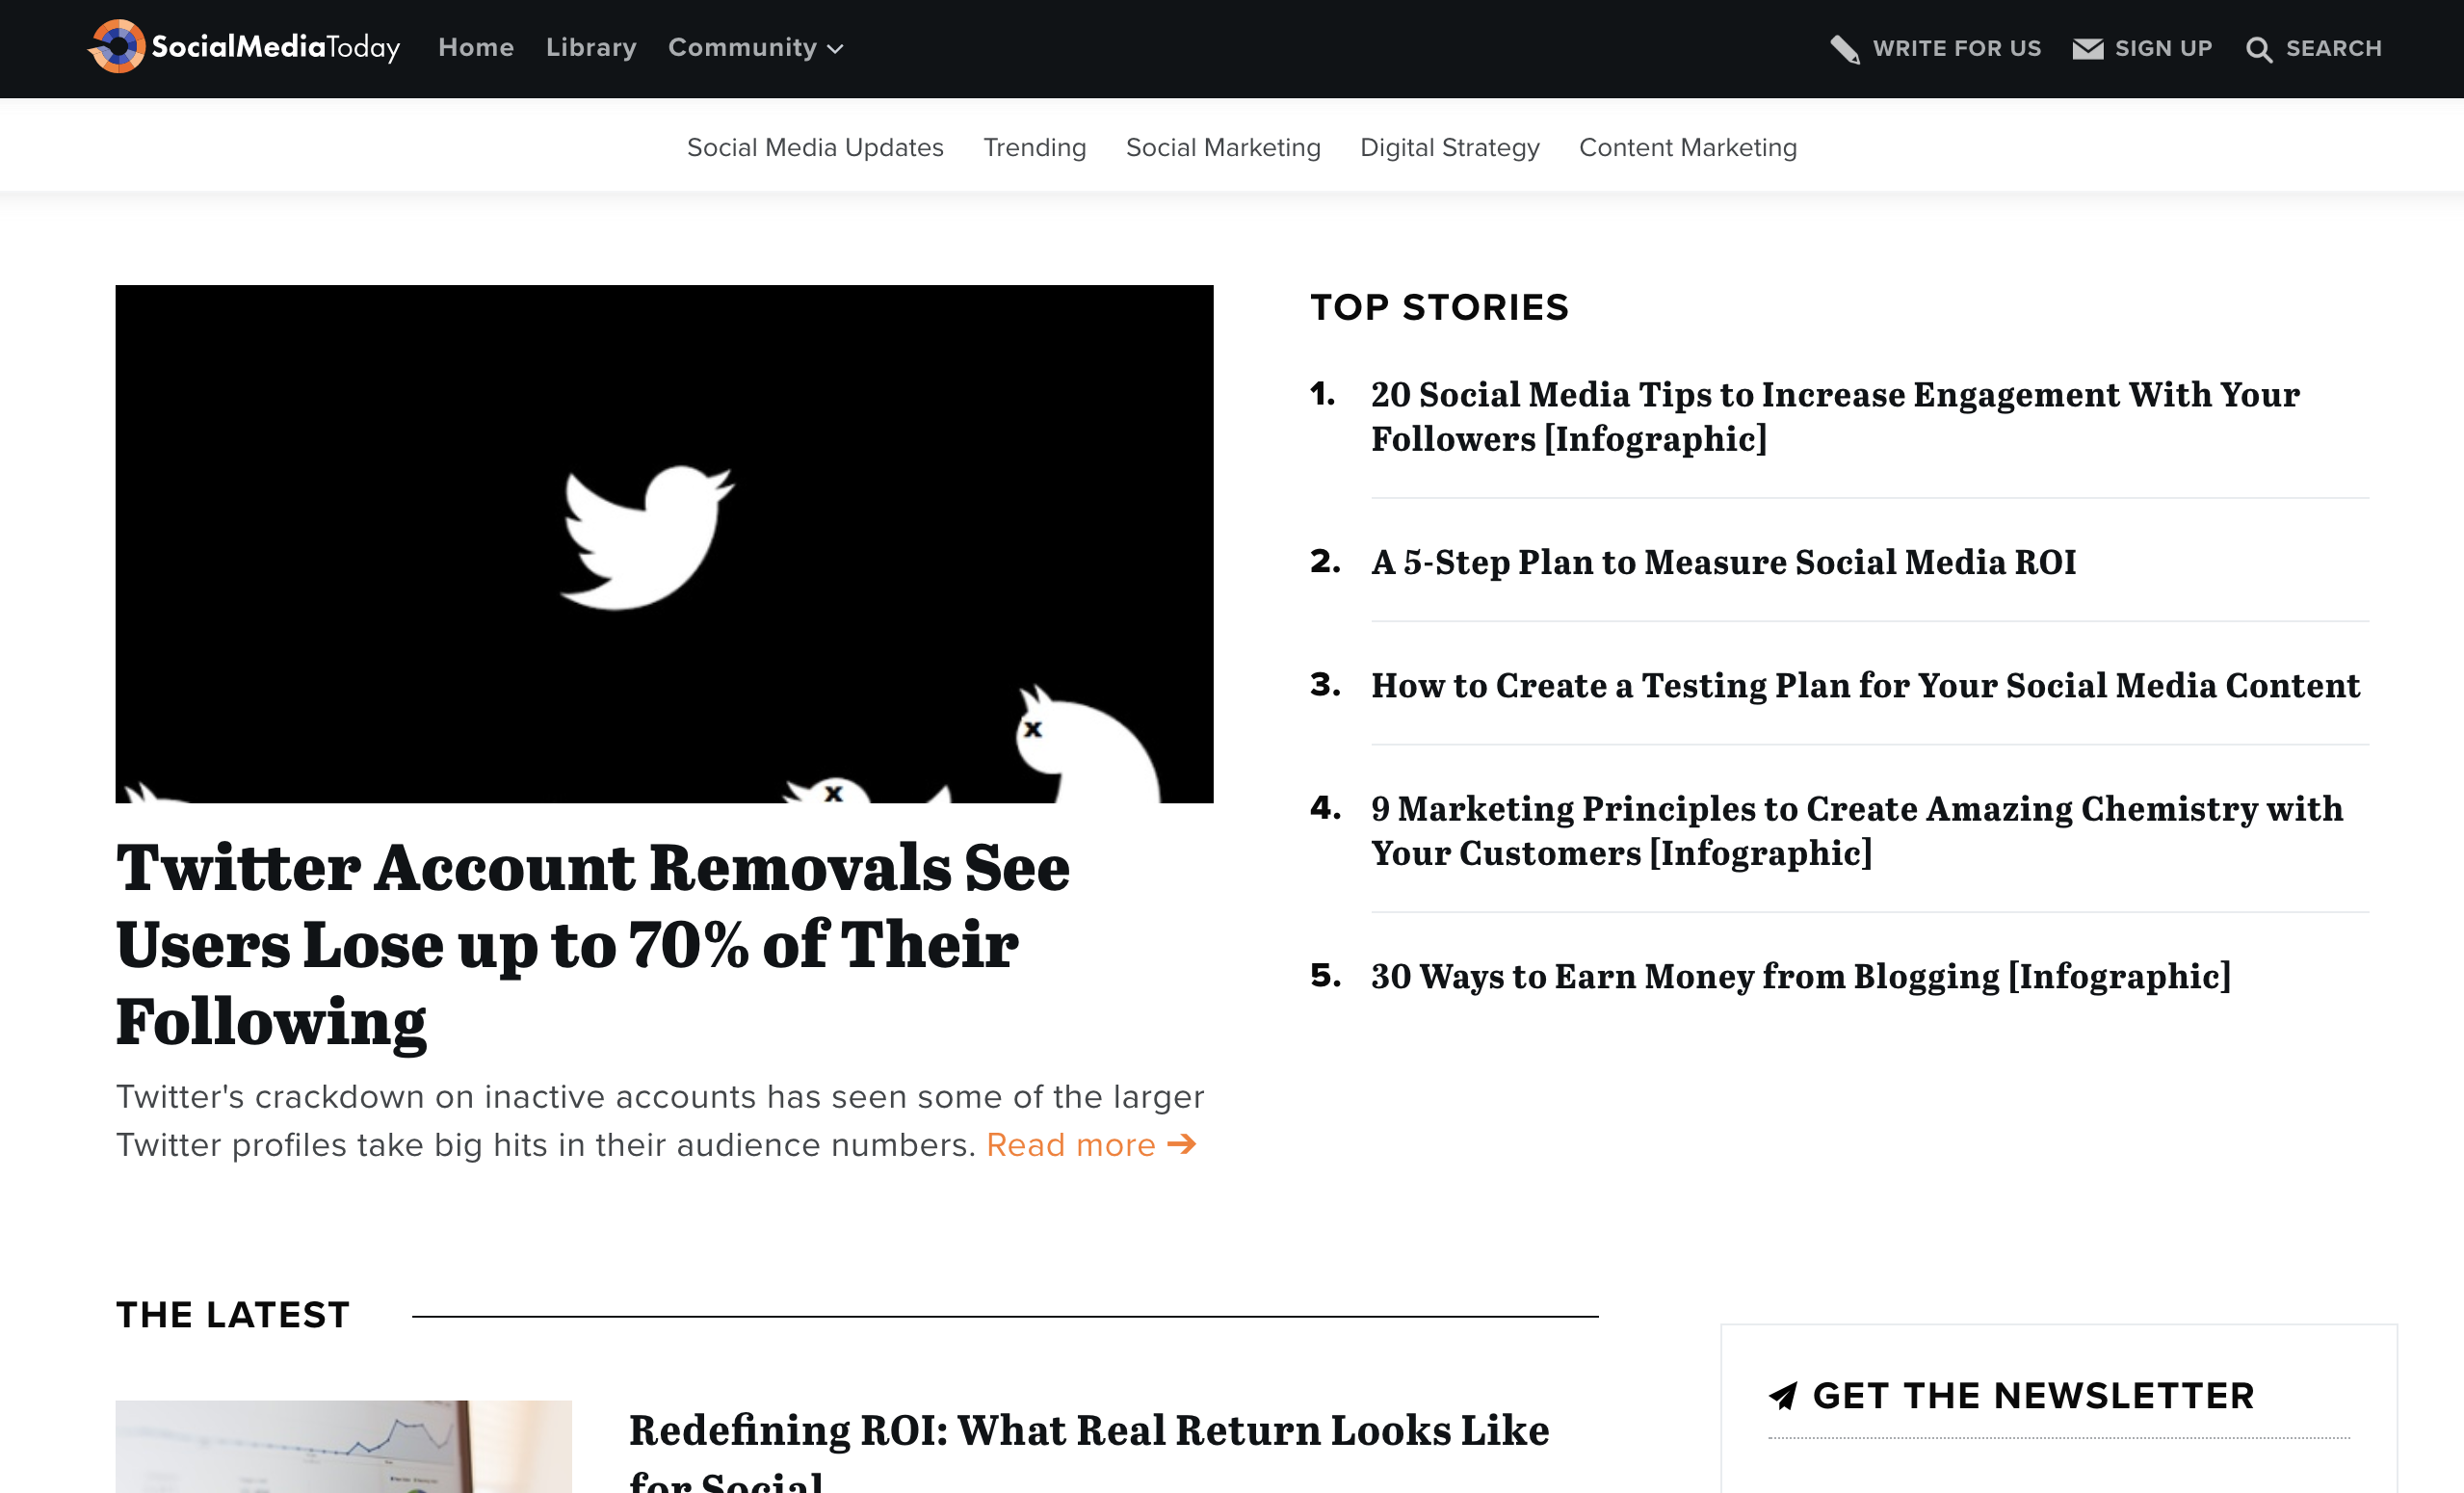 SocialMediaToday
Home
Library
Community
WRITE FOR US
SIGN UP
SEARCH
Social Media Updates
Trending
Social Marketing
Digital Strategy
Content Marketing
x
x
Twitter Account Removals See
Users Lose up to 70% of Their
Following
Twitter's crackdown on inactive accounts has seen some of the larger
Twitter profiles take big hits in their audience numbers. Read more ➔
TOP STORIES
1. 20 Social Media Tips to Increase Engagement With Your
Followers [Infographic]
2. A 5-Step Plan to Measure Social Media ROI
3. How to Create a Testing Plan for Your Social Media Content
4. 9 Marketing Principles to Create Amazing Chemistry with
Your Customers [Infographic]
5. 30 Ways to Earn Money from Blogging [Infographic]
THE LATEST
Redefining ROI: What Real Return Looks Like
for Social
GET THE NEWSLETTER